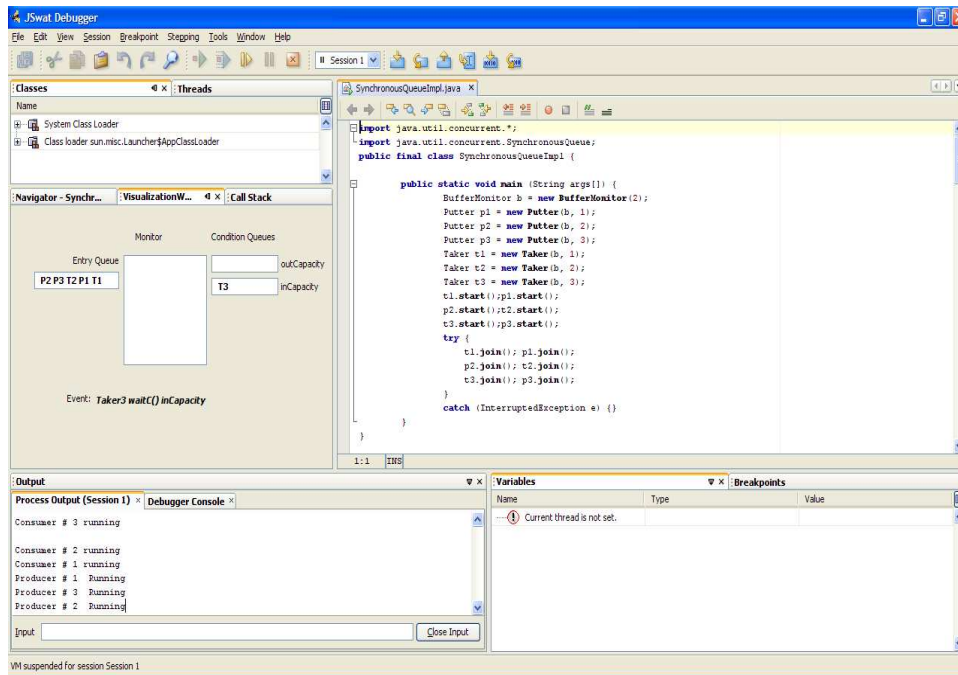 JSwat Debugger
File Edit View Session Breakpoint Stepping Tools Window Help
Session 1
Classes Threads
Name
System Class Loader
Class loader sun.misc.Launcher$AppClassLoader
Navigator - Synchr... VisualizationW... Call Stack
Monitor Condition Queues
Entry Queue
outCapacity
P2 P3 T2 P1 T1
T3 inCapacity
Event: Taker3 waitC() inCapacity
SynchronousQueueImpl.java
import java.util.concurrent.*;
import java.util.concurrent.SynchronousQueue;
public final class SynchronousQueueImpl {
public static void main (String args[]) {
BufferMonitor b = new BufferMonitor(2);
Putter p1 = new Putter(b, 1);
Putter p2 = new Putter(b, 2);
Putter p3 = new Putter(b, 3);
Taker t1 = new Taker(b, 1);
Taker t2 = new Taker(b, 2);
Taker t3 = new Taker(b, 3);
t1.start();p1.start();
p2.start();t2.start();
t3.start();p3.start();
try {
t1.join(); p1.join();
p2.join(); t2.join();
t3.join(); p3.join();
}
catch (InterruptedException e) {}
}
}
1:1 INS
Output
Process Output (Session 1) Debugger Console
Consumer # 3 running
Consumer # 2 running
Consumer # 1 running
Producer # 1 Running
Producer # 3 Running
Producer # 2 Running
Input Close Input
Variables Breakpoints
Name Type Value
Current thread is not set.
VM suspended for session Session 1